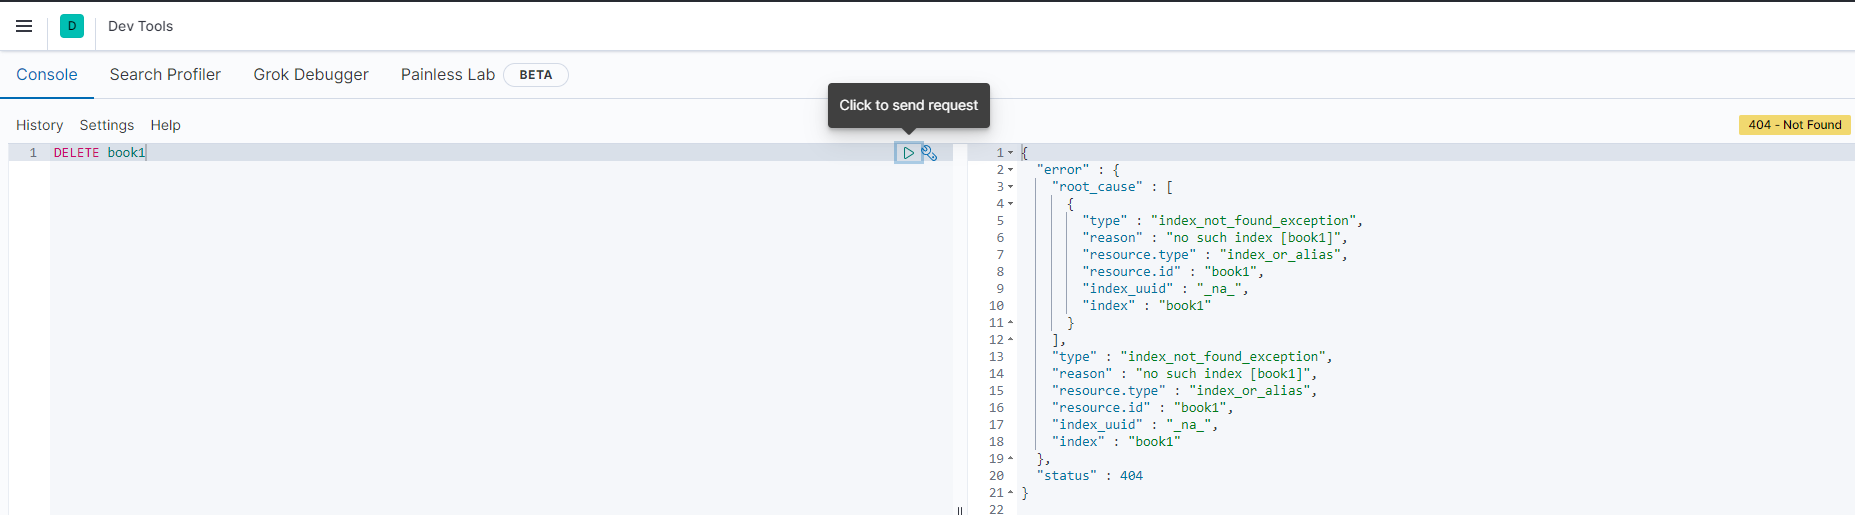 D Dev Tools
Console Search Profiler Grok Debugger Painless Lab BETA
Click to send request
History Settings Help
404 - Not Found
1 DELETE book1
1 {
2 "error" : {
3 "root_cause" : [
4 {
5 "type" : "index_not_found_exception",
6 "reason" : "no such index [book1]",
7 "resource.type" : "index_or_alias",
8 "resource.id" : "book1",
9 "index_uuid" : "_na_",
10 "index" : "book1"
11 }
12 ],
13 "type" : "index_not_found_exception",
14 "reason" : "no such index [book1]",
15 "resource.type" : "index_or_alias",
16 "resource.id" : "book1",
17 "index_uuid" : "_na_",
18 "index" : "book1"
19 },
20 "status" : 404
21 }
22